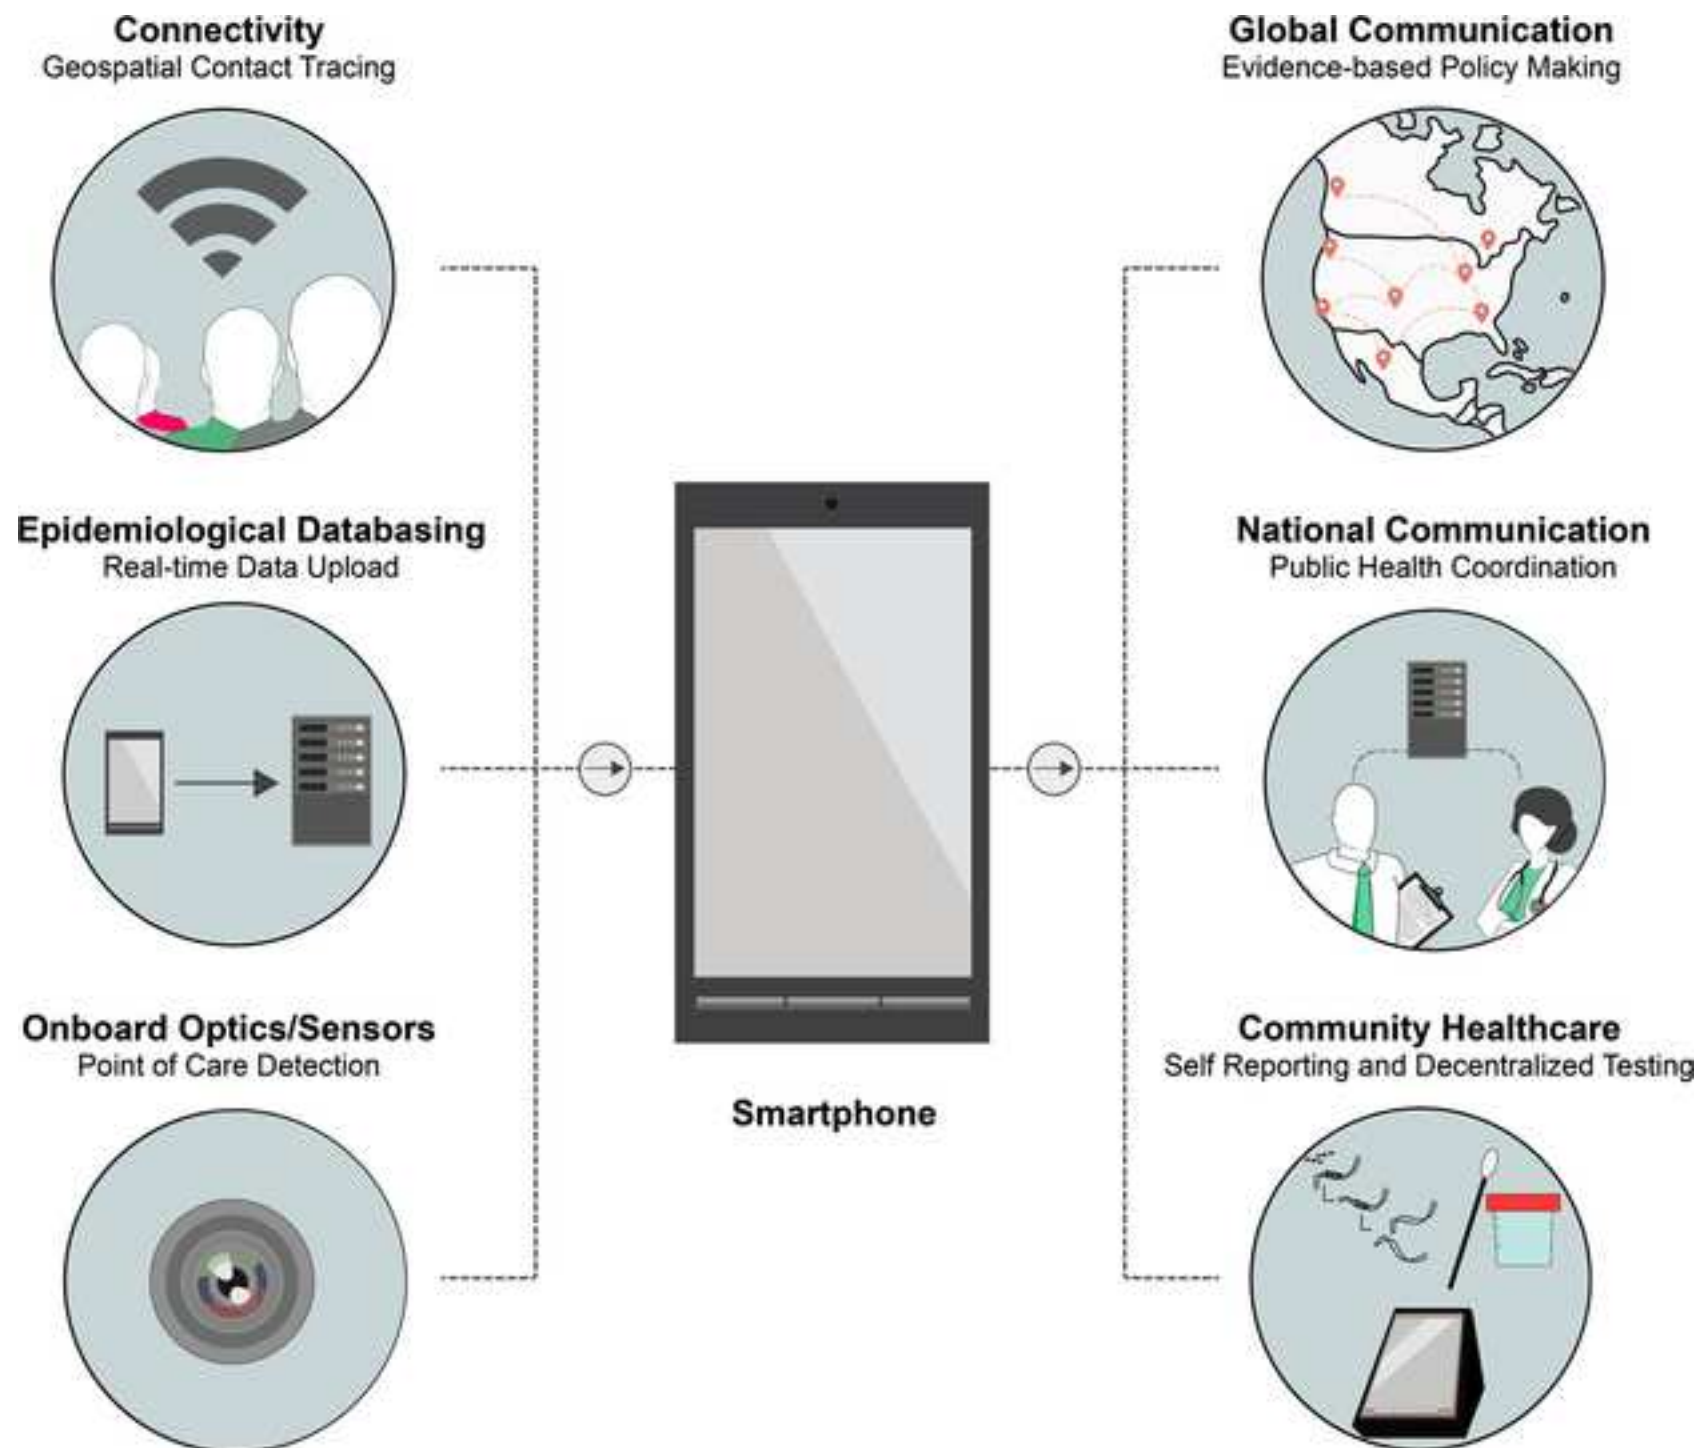 Connectivity
Geospatial Contact Tracing
Epidemiological Databasing
Real-time Data Upload
Onboard Optics/Sensors
Point of Care Detection
Smartphone
Global Communication
Evidence-based Policy Making
National Communication
Public Health Coordination
Community Healthcare
Self Reporting and Decentralized Testing